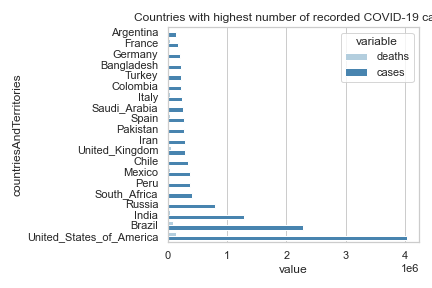 Countries with highest number of recorded COVID-19 ca
variable
deaths
cases
countriesAndTerritories
Argentina
France
Germany
Bangladesh
Turkey
Colombia
Italy
Saudi_Arabia
Spain
Pakistan
Iran
United_Kingdom
Chile
Mexico
Peru
South_Africa
Russia
India
Brazil
United_States_of_America
0 1 2 3 4
1e6
value